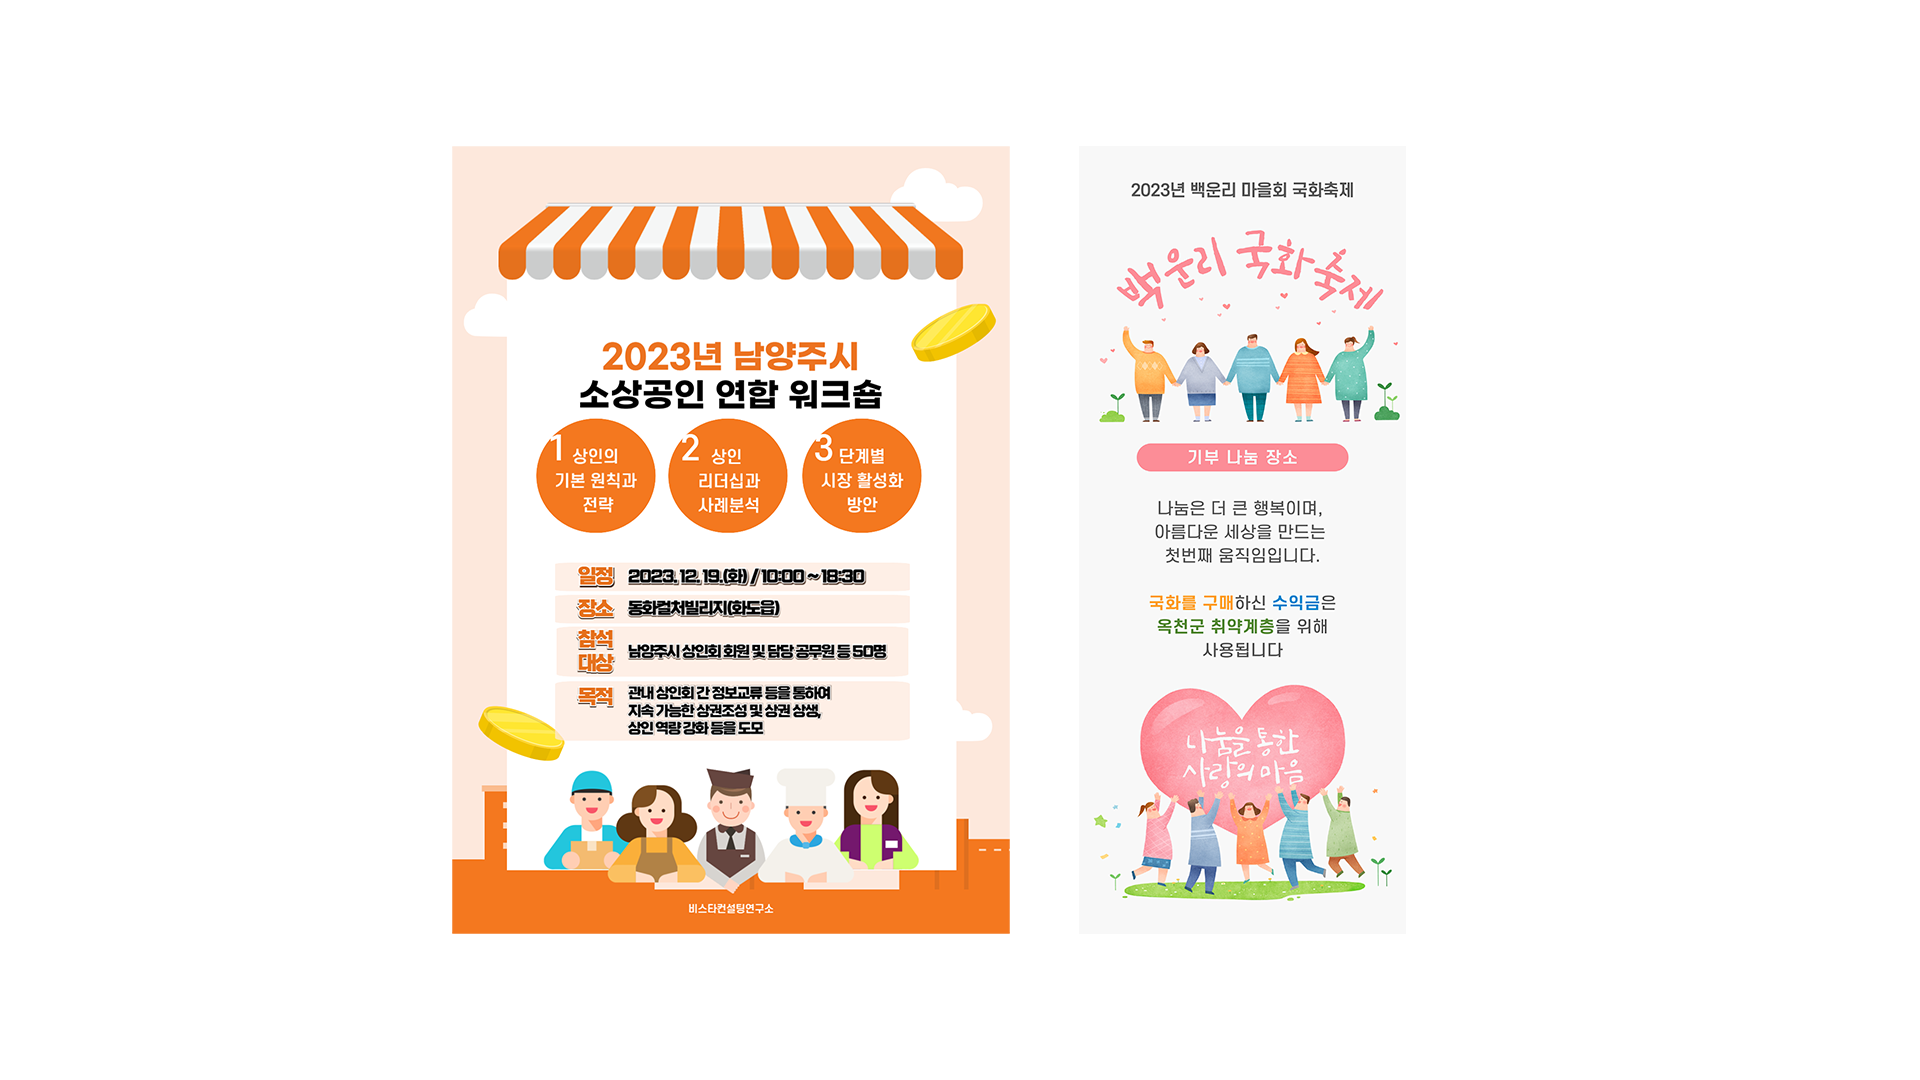 2023년 남양주시
소상공인 연합 워크숍
1 상인의
기본 원칙과
전략
2 상인
리더십과
사례분석
3 단계별
시장 활성화
방안
일정 2023. 12. 19.(화) / 10:00 ~ 18:30
장소 동화컬처빌리지(화도읍)
참석
대상
남양주시 상인회 회원 및 담당 공무원 등 50명
목적 관내 상인회 간 정보교류 등을 통하여
지속 가능한 상권조성 및 상권 상생,
상인 역량 강화 등을 도모
비스타컨설팅연구소
2023년 백운리 마을회 국화축제
백운리 국화축제
기부 나눔 장소
나눔은 더 큰 행복이며,
아름다운 세상을 만드는
첫번째 움직임입니다.
국화를 구매하신 수익금은
옥천군 취약계층을 위해
사용됩니다
나눔을 통한
사랑의 마음